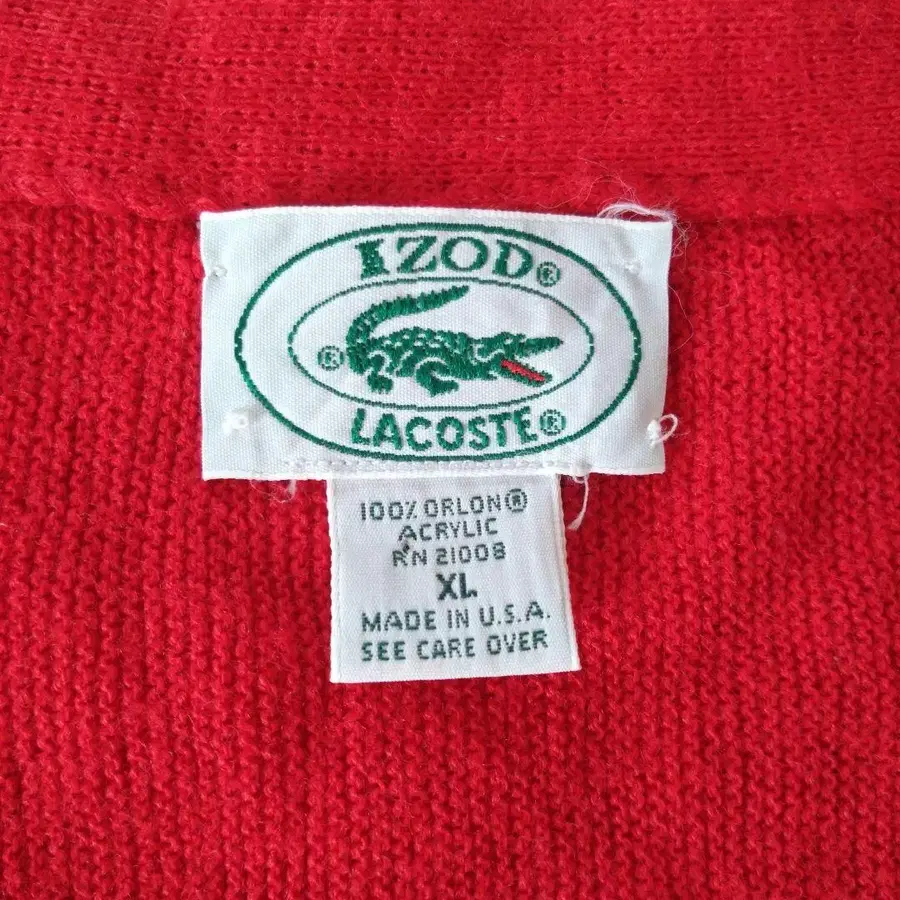 IZOD®
®
LACOSTE®
100% ORLON®
ACRYLIC
RN 21008
XL
MADE IN U.S.A.
SEE CARE OVER